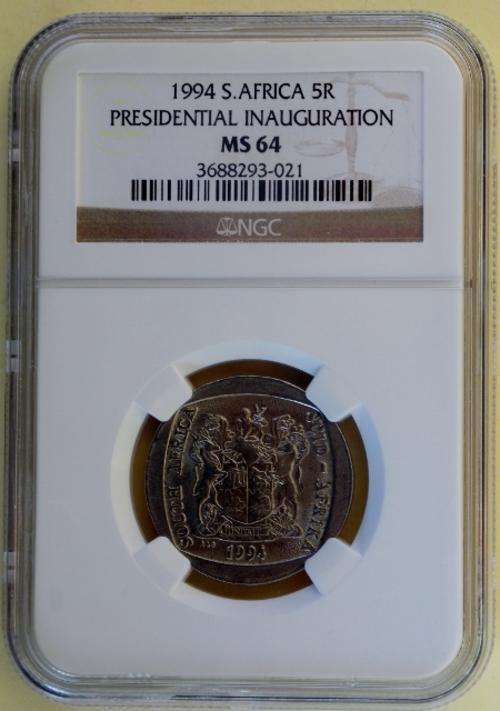 1994 S.AFRICA 5R
PRESIDENTIAL INAUGURATION
MS 64
3688293-021
NGC
SOUTH AFRICA
SUID-AFRIKA
1994